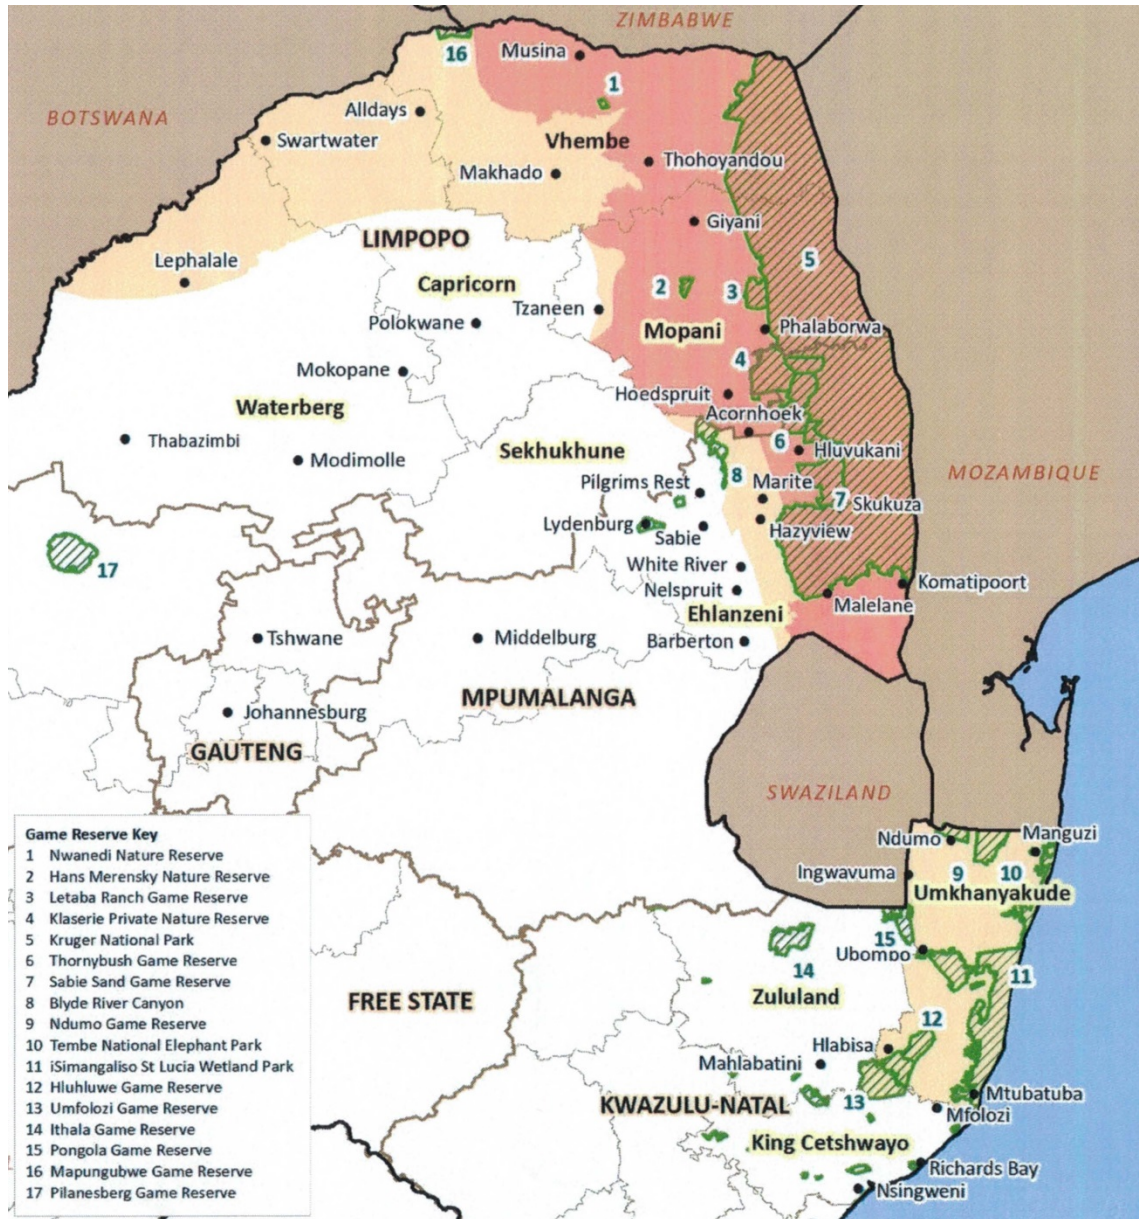 ZIMBABWE
16
Musina
1
BOTSWANA
Alldays
Swartwater
Vhembe
Makhado
Thohoyandou
Giyani
LIMPOPO
Lephalale
Capricorn
5
2
3
Tzaneen
Polokwane
Mopani
Phalaborwa
Mokopane
4
Waterberg
Hoedspruit
Acornhoek
Thabazimbi
Modimolle
Sekhukhune
6
Hluvukani
MOZAMBIQUE
Pilgrims Rest
8
Marite
7
Skukuza
Lydenburg
Sabie
Hazyview
17
White River
Nelspruit
Komatipoort
Malelane
Ehlanzeni
Tshwane
Middelburg
Barberton
MPUMALANGA
Johannesburg
GAUTENG
SWAZILAND
Game Reserve Key
1 Nwanedi Nature Reserve
2 Hans Merensky Nature Reserve
3 Letaba Ranch Game Reserve
4 Klaserie Private Nature Reserve
5 Kruger National Park
6 Thornybush Game Reserve
7 Sabie Sand Game Reserve
8 Blyde River Canyon
9 Ndumo Game Reserve
10 Tembe National Elephant Park
11 iSimangaliso St Lucia Wetland Park
12 Hluhluwe Game Reserve
13 Umfolozi Game Reserve
14 Ithala Game Reserve
15 Pongola Game Reserve
16 Mapungubwe Game Reserve
17 Pilanesberg Game Reserve
Ndumo
Manguzi
Ingwavuma
9
10
Umkhanyakude
15
14
Ubombo
11
FREE STATE
Zululand
12
Hlabisa
Mahlabatini
KWAZULU-NATAL
13
Mtubatuba
Mfolozi
King Cetshwayo
Richards Bay
Nsingweni